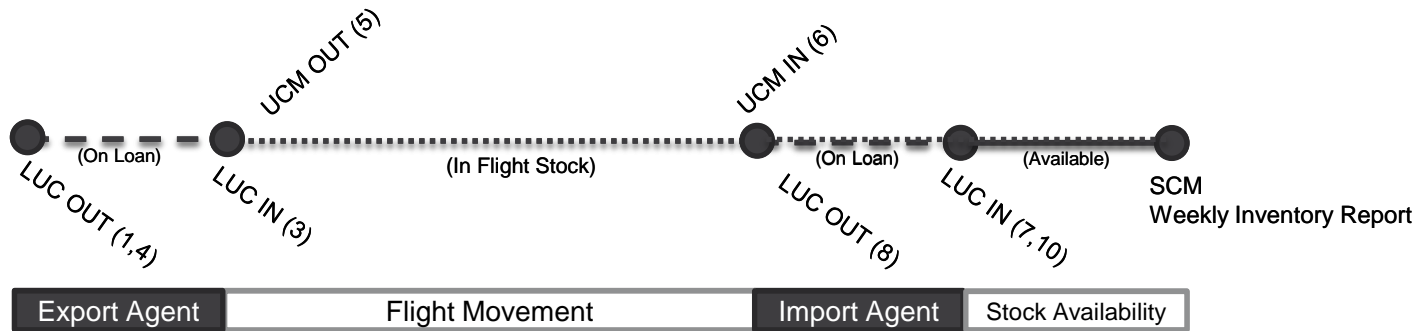 UCM OUT (5)
UCM IN (6)
(On Loan)
(In Flight Stock)
(On Loan)
(Available)
LUC OUT (1,4)
LUC IN (3)
LUC OUT (8)
LUC IN (7,10)
SCM
Weekly Inventory Report
Export Agent
Flight Movement
Import Agent
Stock Availability